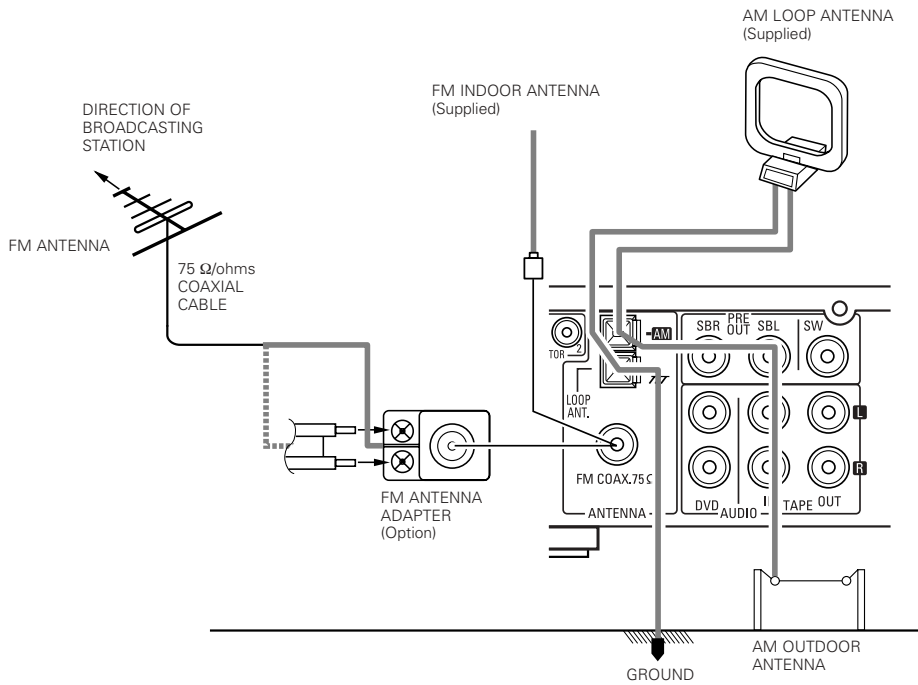 AM LOOP ANTENNA
(Supplied)
FM INDOOR ANTENNA
(Supplied)
DIRECTION OF
BROADCASTING
STATION
FM ANTENNA
75 Ω/ohms
COAXIAL
CABLE
TOR 2
AM
LOOP
ANT.
SBR PRE OUT SBL SW
L
R
FM COAX.75 Ω
ANTENNA
DVD
AUDIO
TAPE OUT
FM ANTENNA
ADAPTER
(Option)
GROUND
AM OUTDOOR
ANTENNA